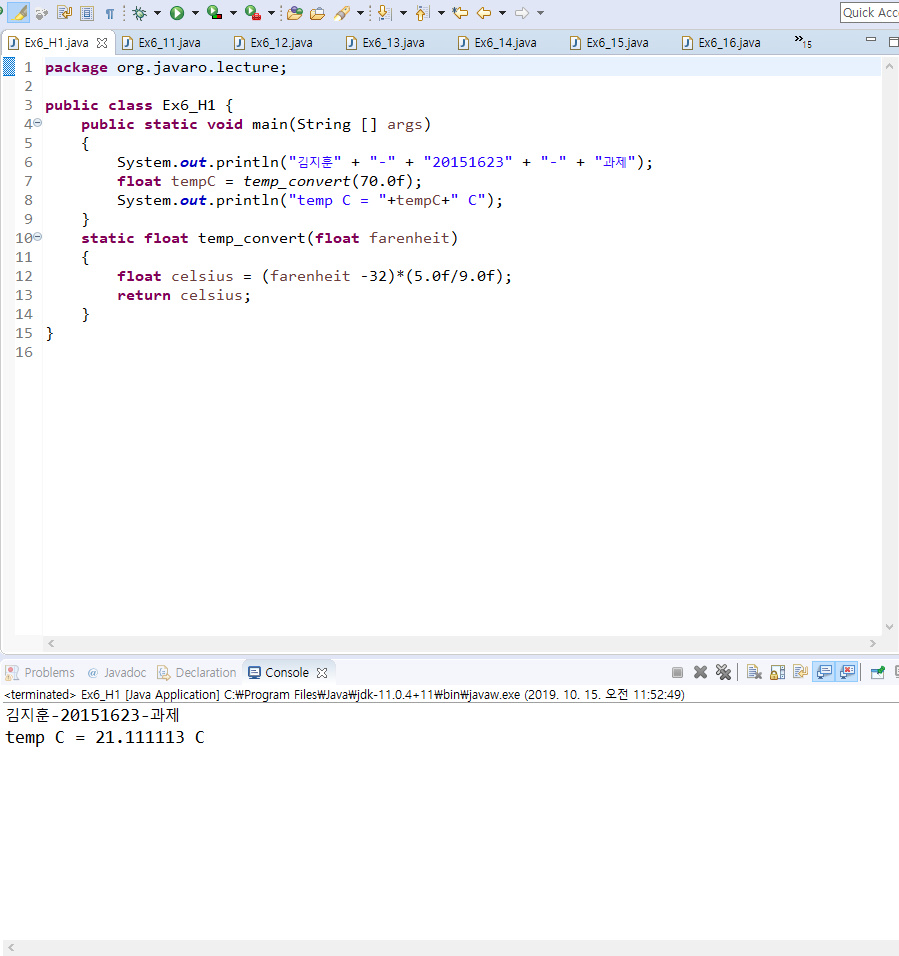 Quick Acc
Ex6_H1.java Ex6_11.java Ex6_12.java Ex6_13.java Ex6_14.java Ex6_15.java Ex6_16.java »15
1 package org.javaro.lecture;
2
3 public class Ex6_H1 {
4 public static void main(String [] args)
5 {
6 System.out.println("김지훈" + "-" + "20151623" + "-" + "과제");
7 float tempC = temp_convert(70.0f);
8 System.out.println("temp C = "+tempC+" C");
9 }
10 static float temp_convert(float farenheit)
11 {
12 float celsius = (farenheit -32)*(5.0f/9.0f);
13 return celsius;
14 }
15 }
16
Problems @ Javadoc Declaration Console
<terminated> Ex6_H1 [Java Application] C:₩Program Files₩Java₩jdk-11.0.4+11₩bin₩javaw.exe (2019. 10. 15. 오전 11:52:49)
김지훈-20151623-과제
temp C = 21.111113 C